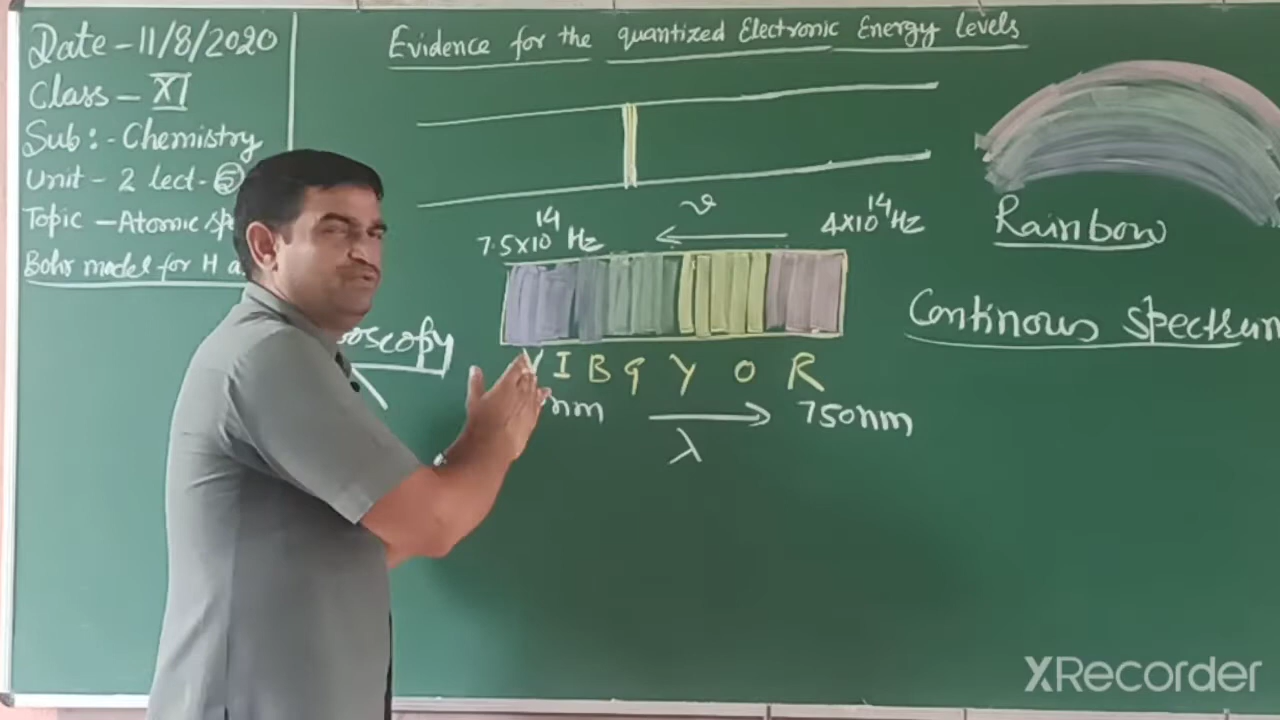 Date - 11/8/2020
Class - XI
Sub :- Chemistry
Unit - 2 lect - 5
Topic - Atomic
Bohr model for H
Evidence for the quantized Electronic Energy Levels
7.5x10^14 Hz
ν
4x10^14 Hz
Rainbow
Continous spectrum
V I B G Y O R
nm
750nm
λ
XRecorder